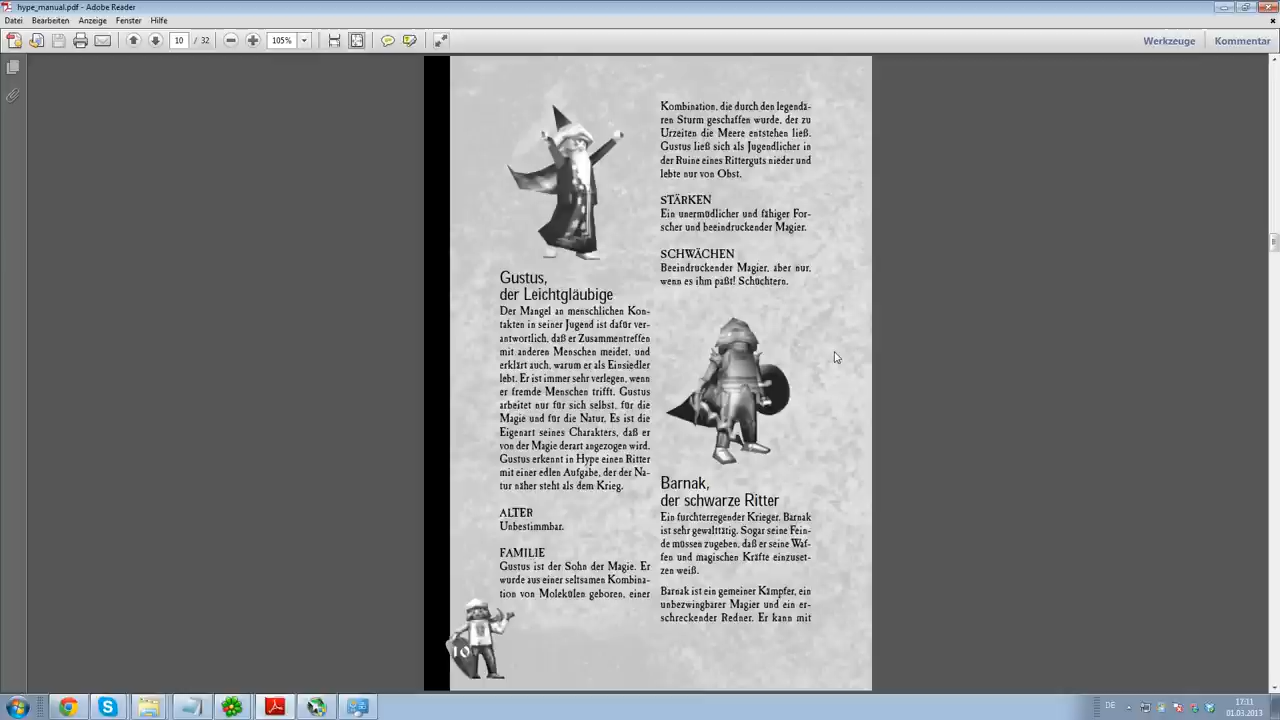 hype_manual.pdf - Adobe Reader
Datei Bearbeiten Anzeige Fenster Hilfe
10 / 32 105% Werkzeuge Kommentar
Gustus,
der Leichtgläubige
Der Mangel an menschlichen Kon-
takten in seiner Jugend ist dafür ver-
antwortlich, daß er Zusammentreffen
mit anderen Menschen meidet, und
erklärt auch, warum er als Einsiedler
lebt. Er ist immer sehr verlegen, wenn
er fremde Menschen trifft. Gustus
arbeitet nur für sich selbst, für die
Magie und für die Natur. Es ist die
Eigenart seines Charakters, daß er
von der Magie derart angezogen wird.
Gustus erkennt in Hype einen Ritter
mit einer edlen Aufgabe, der der Na-
tur näher steht als dem Krieg.
ALTER
Unbestimmbar.
FAMILIE
Gustus ist der Sohn der Magie. Er
wurde aus einer seltsamen Kombina-
tion von Molekülen geboren, einer
10
Kombination, die durch den legendä-
ren Sturm geschaffen wurde, der zu
Urzeiten die Meere entstehen ließ.
Gustus ließ sich als Jugendlicher in
der Ruine eines Ritterguts nieder und
lebte nur von Obst.
STÄRKEN
Ein unermüdlicher und fähiger For-
scher und beeindruckender Magier.
SCHWÄCHEN
Beeindruckender Magier, aber nur,
wenn es ihm paßt! Schüchtern.
Barnak,
der schwarze Ritter
Ein furchterregender Krieger. Barnak
ist sehr gewalttätig. Sogar seine Fein-
de müssen zugeben, daß er seine Waf-
fen und magischen Kräfte einzuset-
zen weiß.
Barnak ist ein gemeiner Kämpfer, ein
unbezwingbarer Magier und ein er-
schreckender Redner. Er kann mit
DE
17:11
01.03.2013